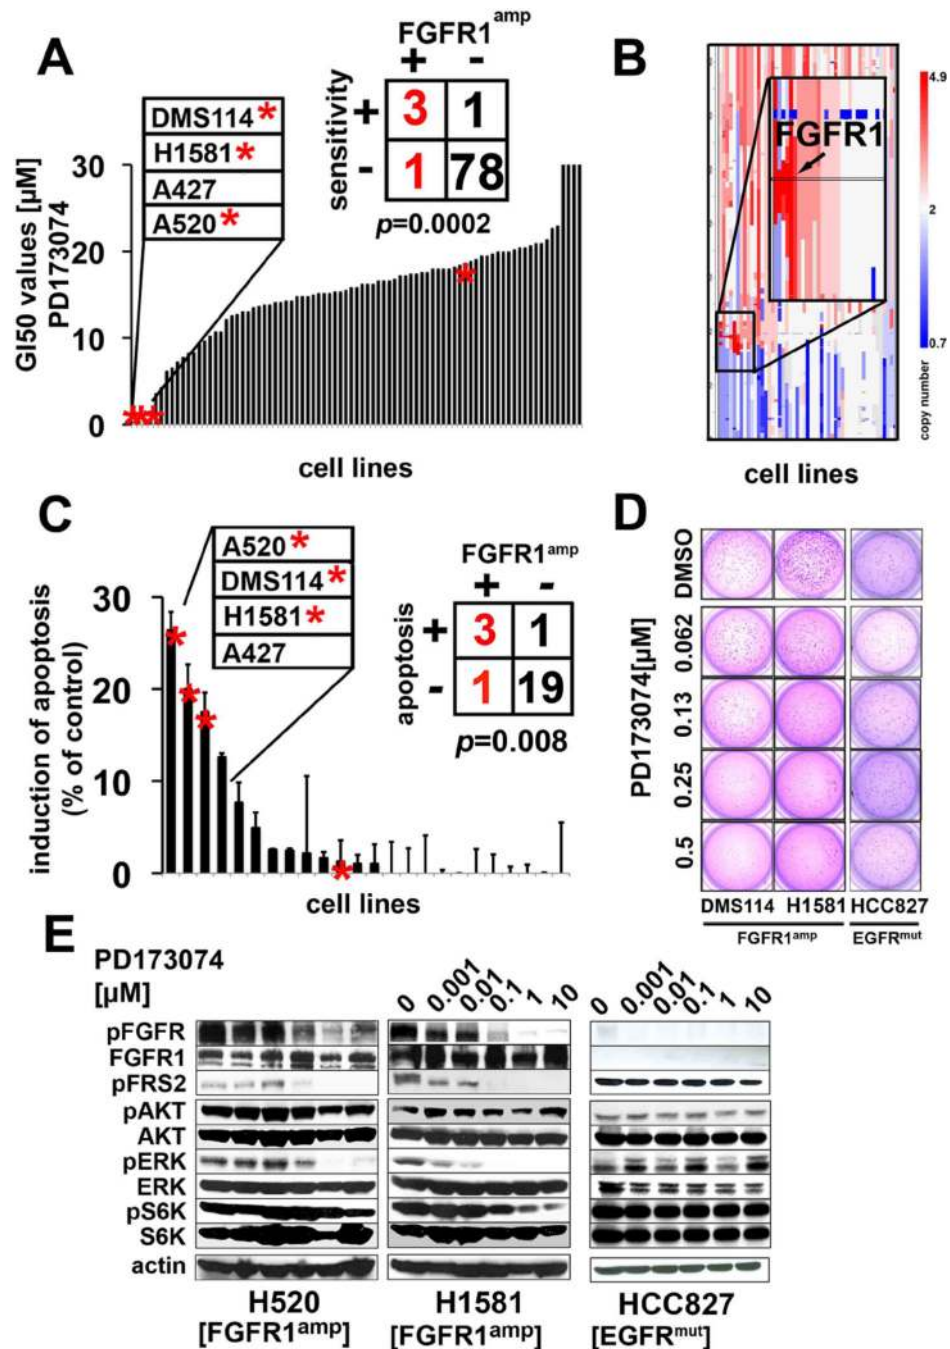 A
FGFR1amp
+ -
sensitivity
+ 3 1
- 1 78
p=0.0002
DMS114 *
H1581 *
A427
A520 *
GI50 values [µM]
PD173074
30
20
10
0
cell lines
B
FGFR1
4.9
2
0.7
copy number
cell lines
C
A520 *
DMS114 *
H1581 *
A427
FGFR1amp
+ -
apoptosis
+ 3 1
- 1 19
p=0.008
induction of apoptosis
(% of control)
30
20
10
0
cell lines
D
PD173074[µM]
DMSO
0.062
0.13
0.25
0.5
DMS114 H1581 HCC827
FGFR1amp EGFRmut
E
PD173074
[µM]
0 0.001 0.01 0.1 1 10
0 0.001 0.01 0.1 1 10
pFGFR
FGFR1
pFRS2
pAKT
AKT
pERK
ERK
pS6K
S6K
actin
H520 H1581 HCC827
[FGFR1amp] [FGFR1amp] [EGFRmut]